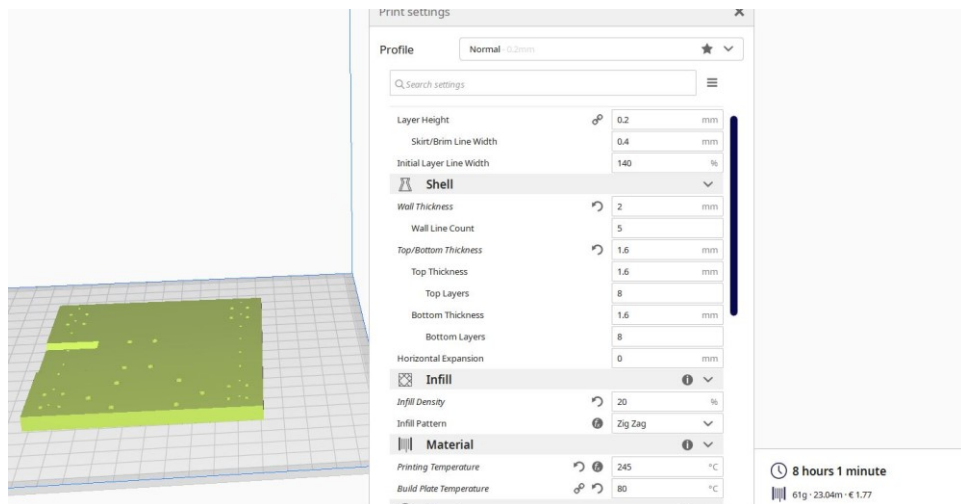 Print settings
Profile
Normal - 0.2mm
Search settings
Layer Height 0.2 mm
Skirt/Brim Line Width 0.4 mm
Initial Layer Line Width 140 %
Shell
Wall Thickness 2 mm
Wall Line Count 5
Top/Bottom Thickness 1.6 mm
Top Thickness 1.6 mm
Top Layers 8
Bottom Thickness 1.6 mm
Bottom Layers 8
Horizontal Expansion 0 mm
Infill
Infill Density 20 %
Infill Pattern Zig Zag
Material
Printing Temperature 245 °C
Build Plate Temperature 80 °C
8 hours 1 minute
61g · 23.04m · € 1.77